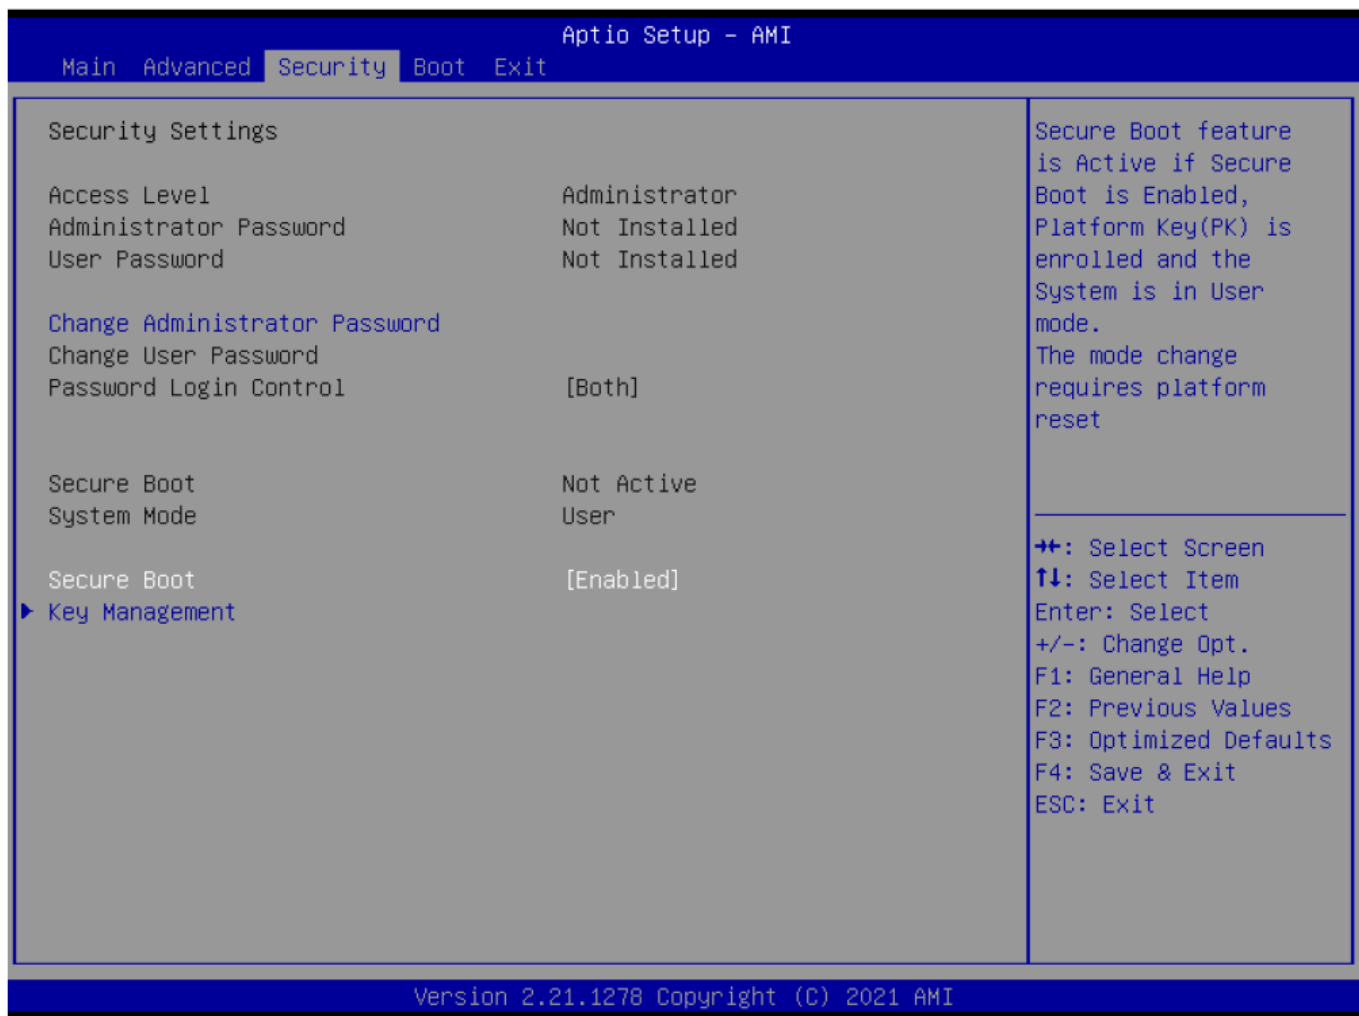 Aptio Setup – AMI
Main Advanced Security Boot Exit
Security Settings
Access Level Administrator
Administrator Password Not Installed
User Password Not Installed
Change Administrator Password
Change User Password
Password Login Control [Both]
Secure Boot Not Active
System Mode User
Secure Boot [Enabled]
Key Management
Secure Boot feature
is Active if Secure
Boot is Enabled,
Platform Key(PK) is
enrolled and the
System is in User
mode.
The mode change
requires platform
reset
→←: Select Screen
↑↓: Select Item
Enter: Select
+/-: Change Opt.
F1: General Help
F2: Previous Values
F3: Optimized Defaults
F4: Save & Exit
ESC: Exit
Version 2.21.1278 Copyright (C) 2021 AMI